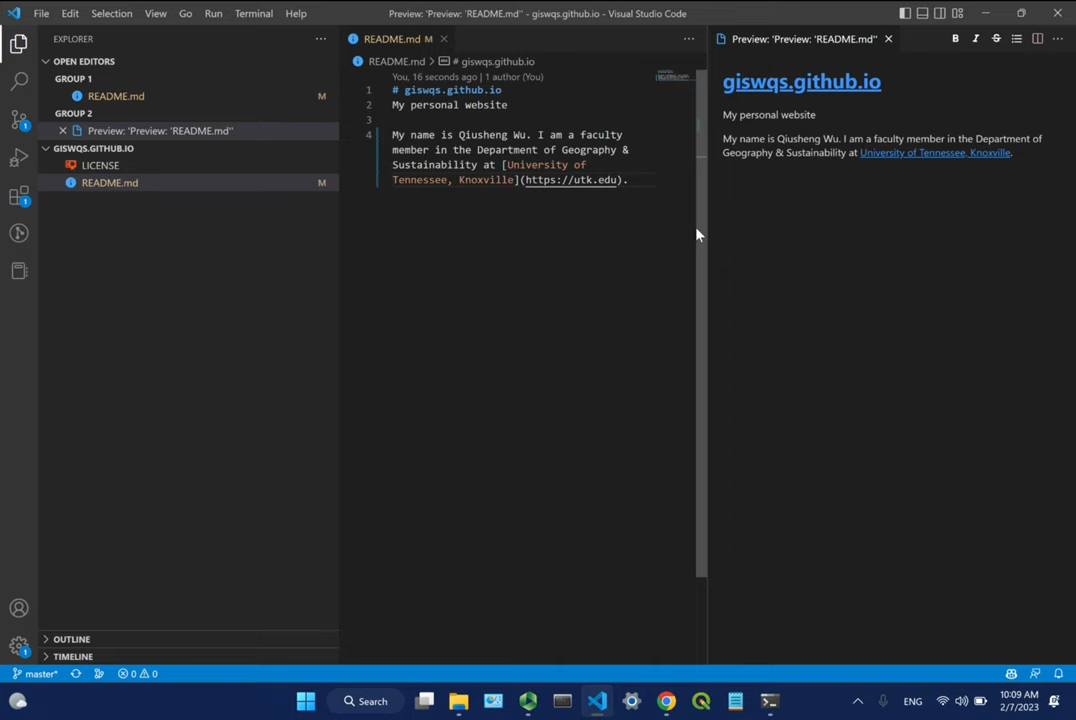 File Edit Selection View Go Run Terminal Help
Preview: 'Preview: 'README.md'' - giswqs.github.io - Visual Studio Code
EXPLORER
OPEN EDITORS
GROUP 1
README.md M
GROUP 2
Preview: 'Preview: 'README.md''
GISWQS.GITHUB.IO
LICENSE
README.md M
OUTLINE
TIMELINE
README.md M
README.md > # giswqs.github.io
You, 16 seconds ago | 1 author (You)
1 # giswqs.github.io
2 My personal website
3
4 My name is Qiusheng Wu. I am a faculty
member in the Department of Geography &
Sustainability at [University of
Tennessee, Knoxville](https://utk.edu).
Preview: 'Preview: 'README.md''
B I S
giswqs.github.io
My personal website
My name is Qiusheng Wu. I am a faculty member in the Department of
Geography & Sustainability at University of Tennessee, Knoxville.
1
1
1
master*
0 0
Search
ENG
10:09 AM
2/7/2023